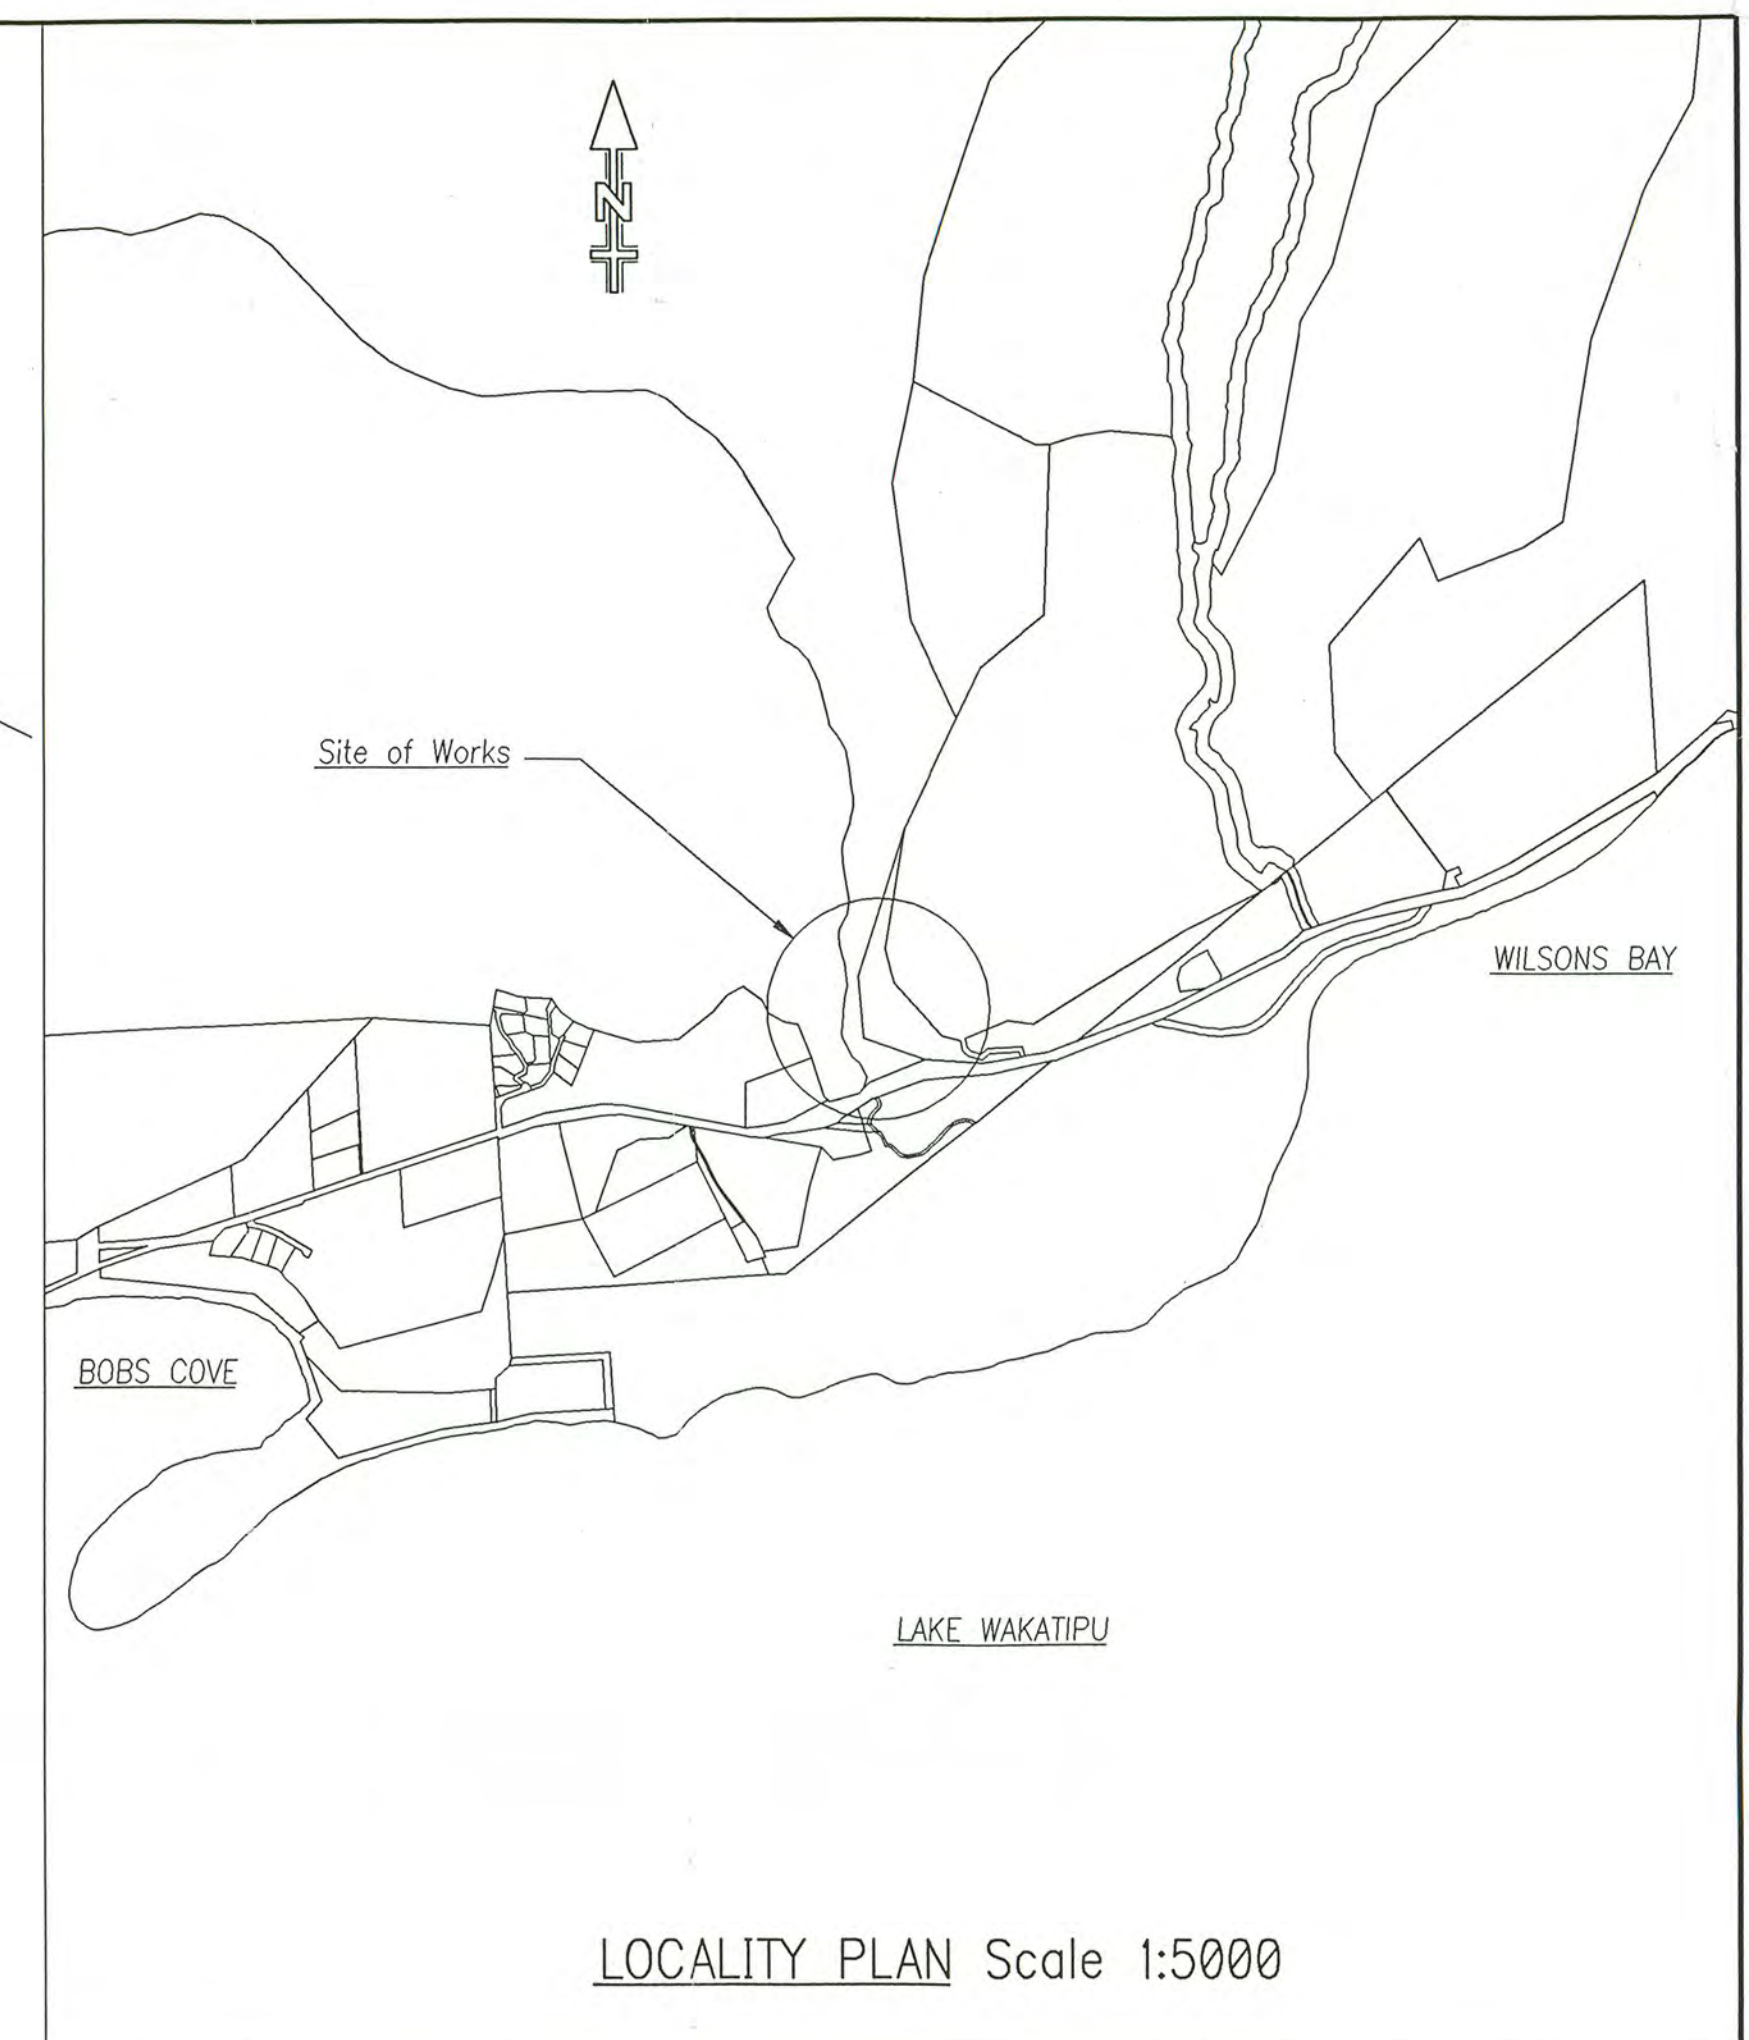 N
Site of Works
WILSONS BAY
BOBS COVE
LAKE WAKATIPU
LOCALITY PLAN Scale 1:5000